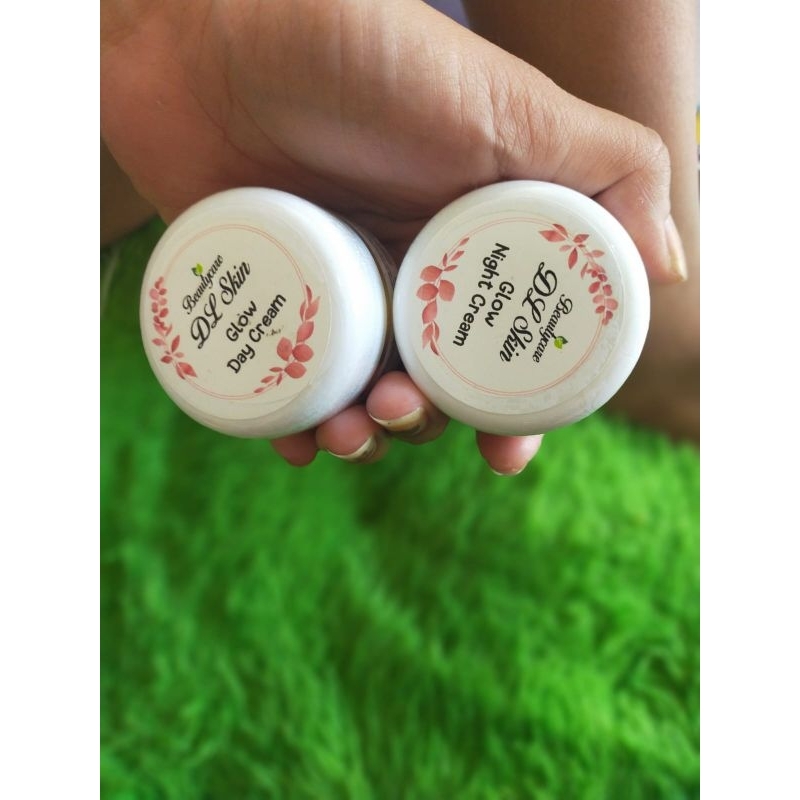 Beautycare
DL Skin
Glow
Day Cream
Beautycare
DL Skin
Glow
Night Cream